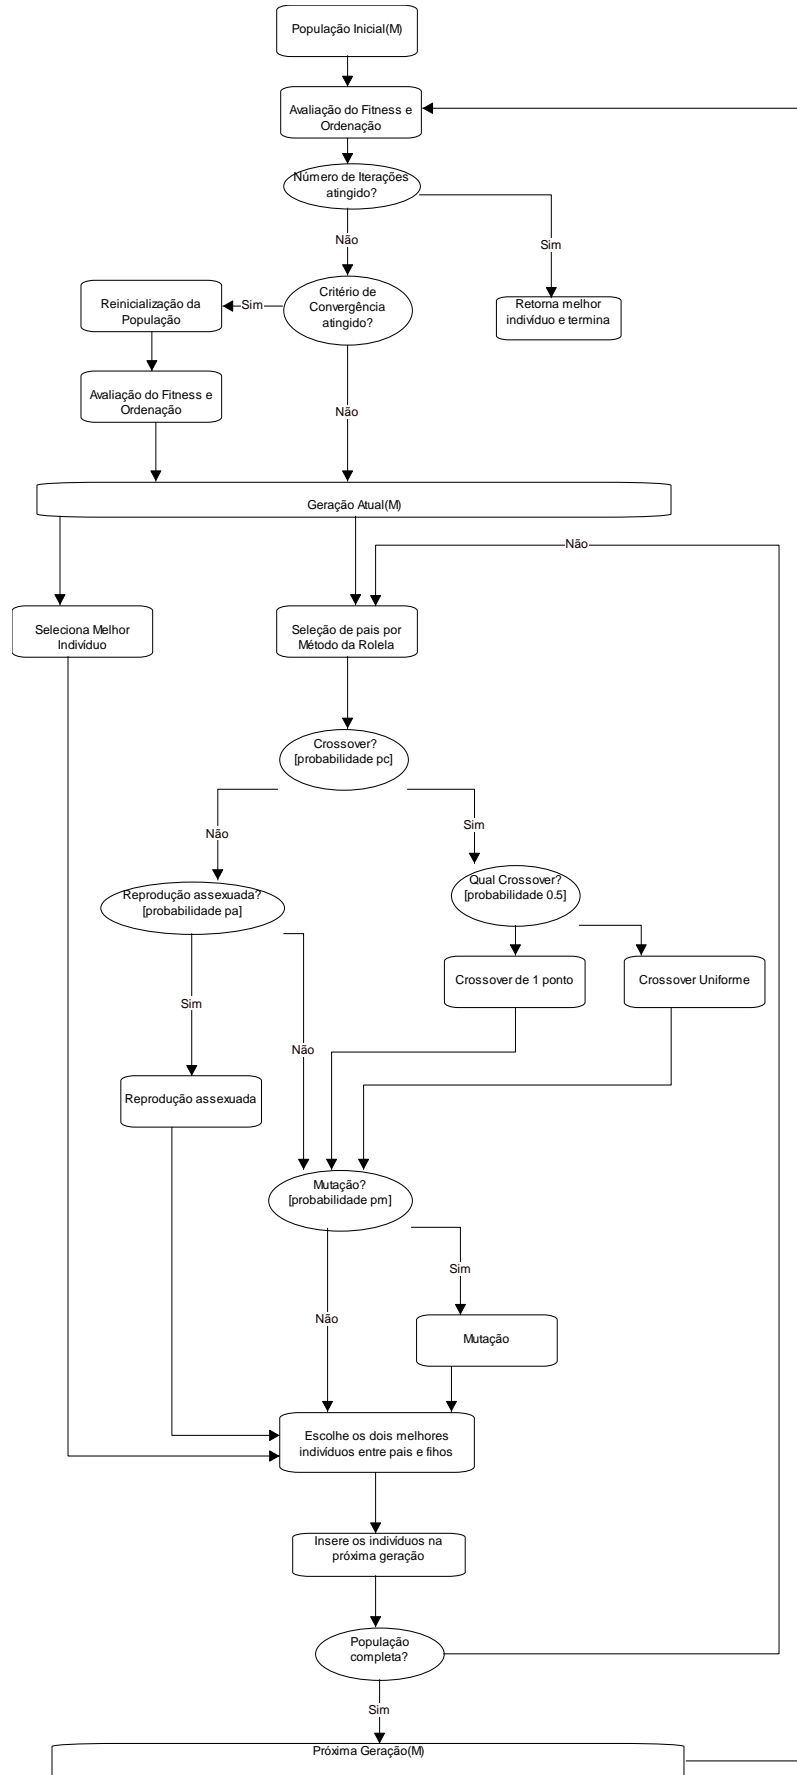 População Inicial(M)
Avaliação do Fitness e
Ordenação
Número de Iterações
atingido?
Não
Sim
Critério de
Convergência
atingido?
Sim
Reinicialização da
População
Retorna melhor
indivíduo e termina
Avaliação do Fitness e
Ordenação
Não
Geração Atual(M)
Não
Seleciona Melhor
Indivíduo
Seleção de pais por
Método da Rolela
Crossover?
[probabilidade pc]
Não
Sim
Reprodução assexuada?
[probabilidade pa]
Qual Crossover?
[probabilidade 0.5]
Crossover de 1 ponto
Crossover Uniforme
Sim
Não
Reprodução assexuada
Mutação?
[probabilidade pm]
Sim
Não
Mutação
Escolhe os dois melhores
indivíduos entre pais e fihos
Insere os indivíduos na
próxima geração
População
completa?
Sim
Próxima Geração(M)